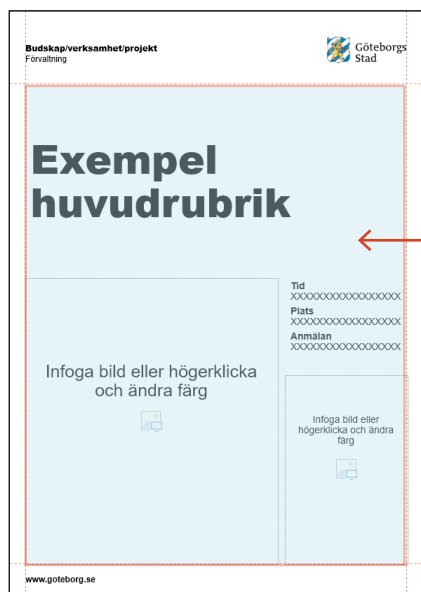 Budskap/verksamhet/projekt
Förvaltning
Göteborgs
Stad
Exempel
huvudrubrik
Tid
XXXXXXXXXXXXXXXXX
Plats
XXXXXXXXXXXXXXXXX
Anmälan
XXXXXXXXXXXXXXXXX
Infoga bild eller högerklicka
och ändra färg
Infoga bild eller
högerklicka och ändra
färg
www.goteborg.se